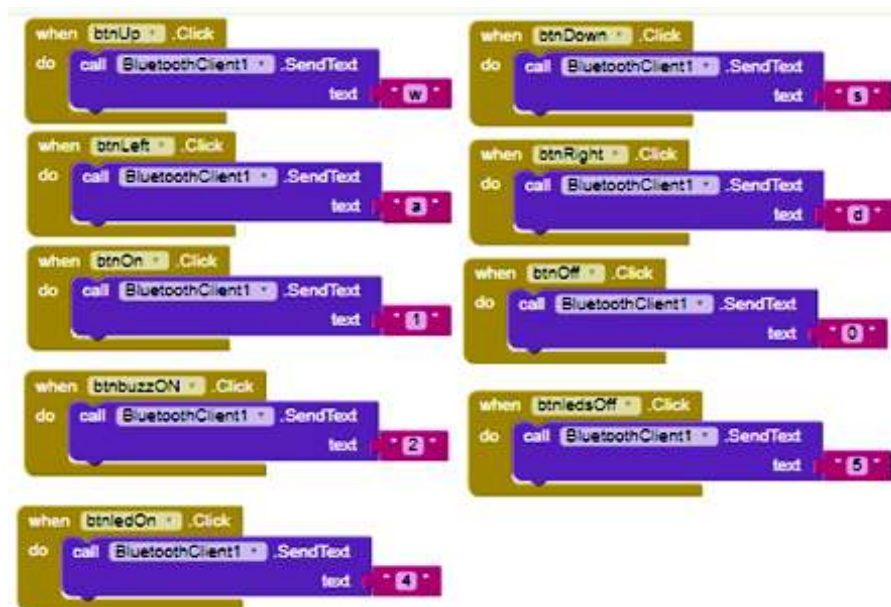 when btnUp .Click
do call BluetoothClient1 .SendText
text "w"
when btnDown .Click
do call BluetoothClient1 .SendText
text "s"
when btnLeft .Click
do call BluetoothClient1 .SendText
text "a"
when btnRight .Click
do call BluetoothClient1 .SendText
text "d"
when btnOn .Click
do call BluetoothClient1 .SendText
text "1"
when btnOff .Click
do call BluetoothClient1 .SendText
text "0"
when btnbuzzON .Click
do call BluetoothClient1 .SendText
text "2"
when btnledsOff .Click
do call BluetoothClient1 .SendText
text "5"
when btnledOn .Click
do call BluetoothClient1 .SendText
text "4"